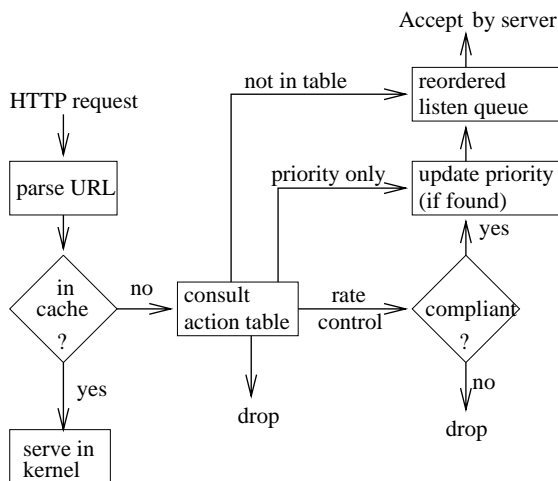 Accept by server
not in table
reordered
listen queue
HTTP request
parse URL
priority only
update priority
(if found)
yes
in
cache
?
no
consult
action table
rate
control
compliant
?
yes
drop
no
drop
serve in
kernel